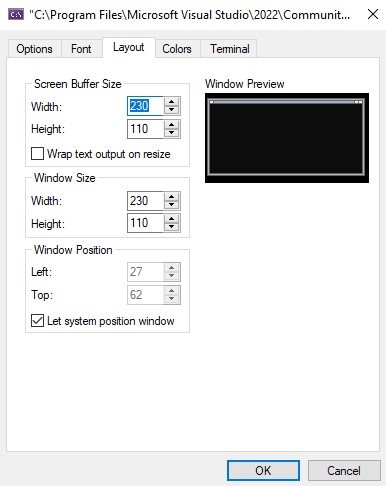 "C:\Program Files\Microsoft Visual Studio\2022\Communit...
Options Font Layout Colors Terminal
Screen Buffer Size
Width: 230
Height: 110
Wrap text output on resize
Window Size
Width: 230
Height: 110
Window Position
Left: 27
Top: 62
Let system position window
Window Preview
OK Cancel